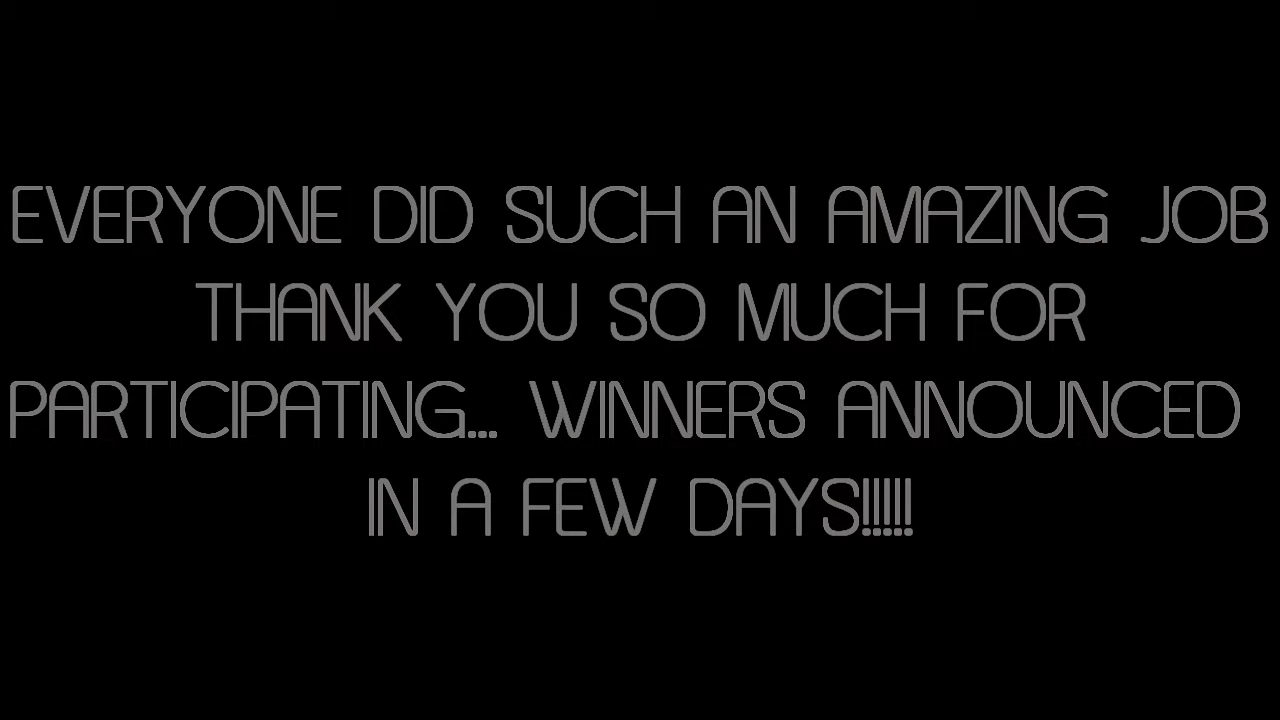 EVERYONE DID SUCH AN AMAZING JOB
THANK YOU SO MUCH FOR
PARTICIPATING... WINNERS ANNOUNCED
IN A FEW DAYS!!!!!